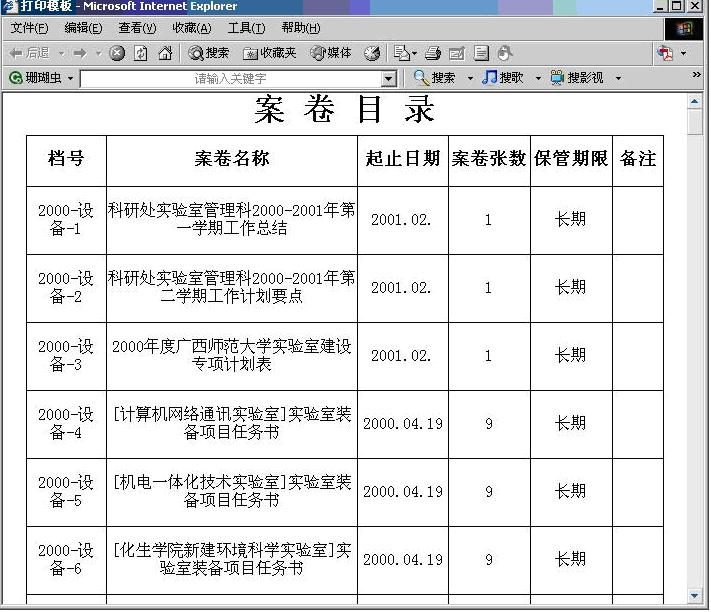 打印模板 - Microsoft Internet Explorer
文件(F) 编辑(E) 查看(V) 收藏(A) 工具(T) 帮助(H)
后退 搜索 收藏夹 媒体
珊瑚虫 请输入关键字 搜索 搜歌 搜影视 »
案 卷 目 录
档号 案卷名称 起止日期 案卷张数 保管期限 备注
2000-设
备-1
科研处实验室管理科2000-2001年第
一学期工作总结
2001.02. 1 长期
2000-设
备-2
科研处实验室管理科2000-2001年第
二学期工作计划要点
2001.02. 1 长期
2000-设
备-3
2000年度广西师范大学实验室建设
专项计划表
2001.02. 1 长期
2000-设
备-4
[计算机网络通讯实验室]实验室装
备项目任务书
2000.04.19 9 长期
2000-设
备-5
[机电一体化技术实验室]实验室装
备项目任务书
2000.04.19 9 长期
2000-设
备-6
[化生学院新建环境科学实验室]实
验室装备项目任务书
2000.04.19 9 长期